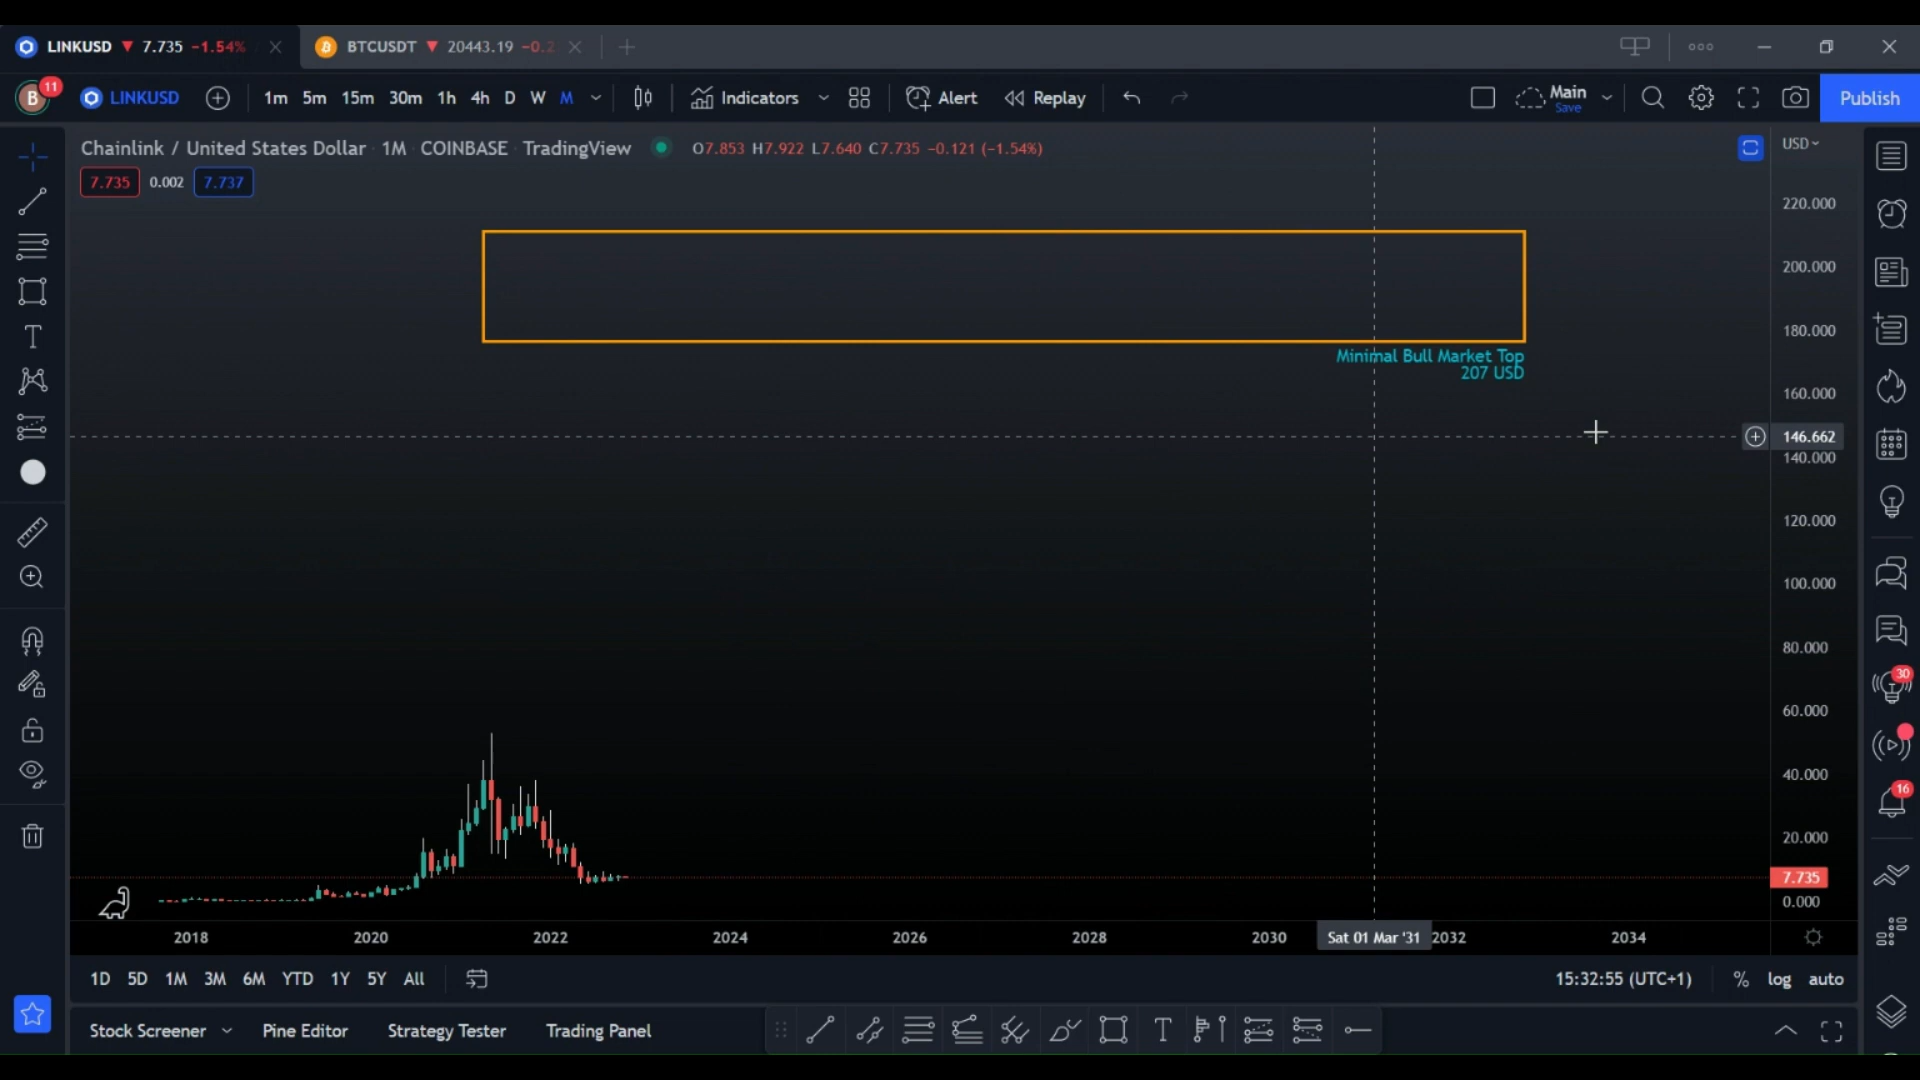 LINKUSD 7.735 −1.54% BTCUSDT 20443.19 −0.2
B 11 LINKUSD 1m 5m 15m 30m 1h 4h D W M Indicators Alert Replay Main Save Publish
Chainlink / United States Dollar 1M COINBASE TradingView O7.853 H7.922 L7.640 C7.735 −0.121 (−1.54%) USD
7.735 0.002 7.737
220.000
200.000
180.000
Minimal Bull Market Top
207 USD
160.000
146.662
140.000
120.000
100.000
80.000
30
60.000
40.000
16
20.000
7.735
0.000
2018 2020 2022 2024 2026 2028 2030 Sat 01 Mar '31 2032 2034
1D 5D 1M 3M 6M YTD 1Y 5Y All 15:32:55 (UTC+1) % log auto
Stock Screener Pine Editor Strategy Tester Trading Panel